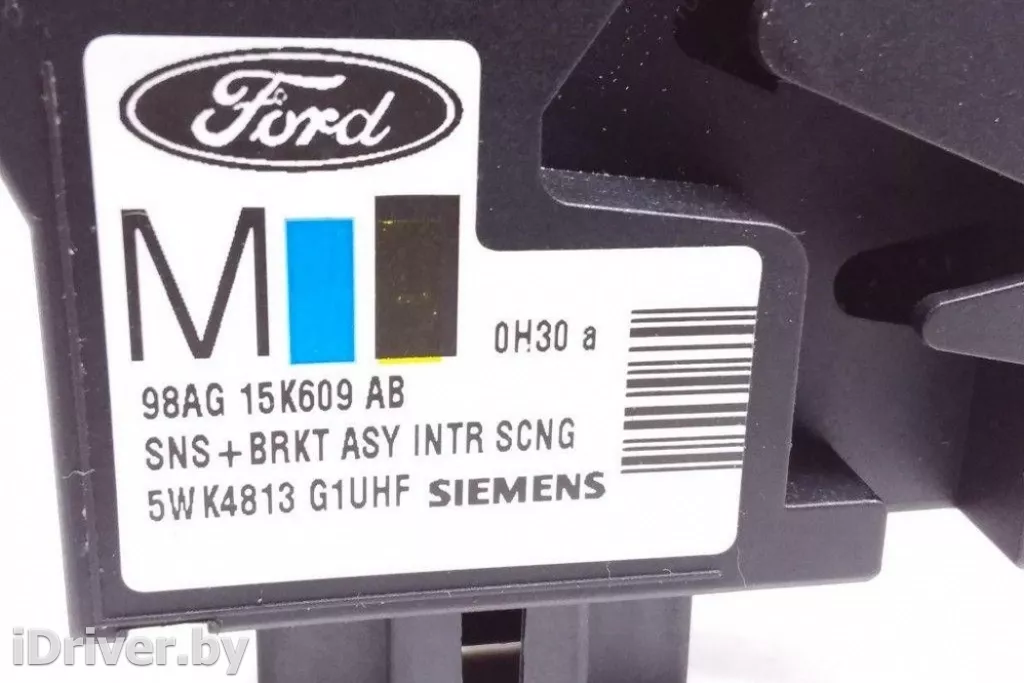 Ford
M
0H30 a
98AG 15K609 AB
SNS+BRKT ASY INTR SCNG
5WK4813 G1UHF SIEMENS
iDriver.by